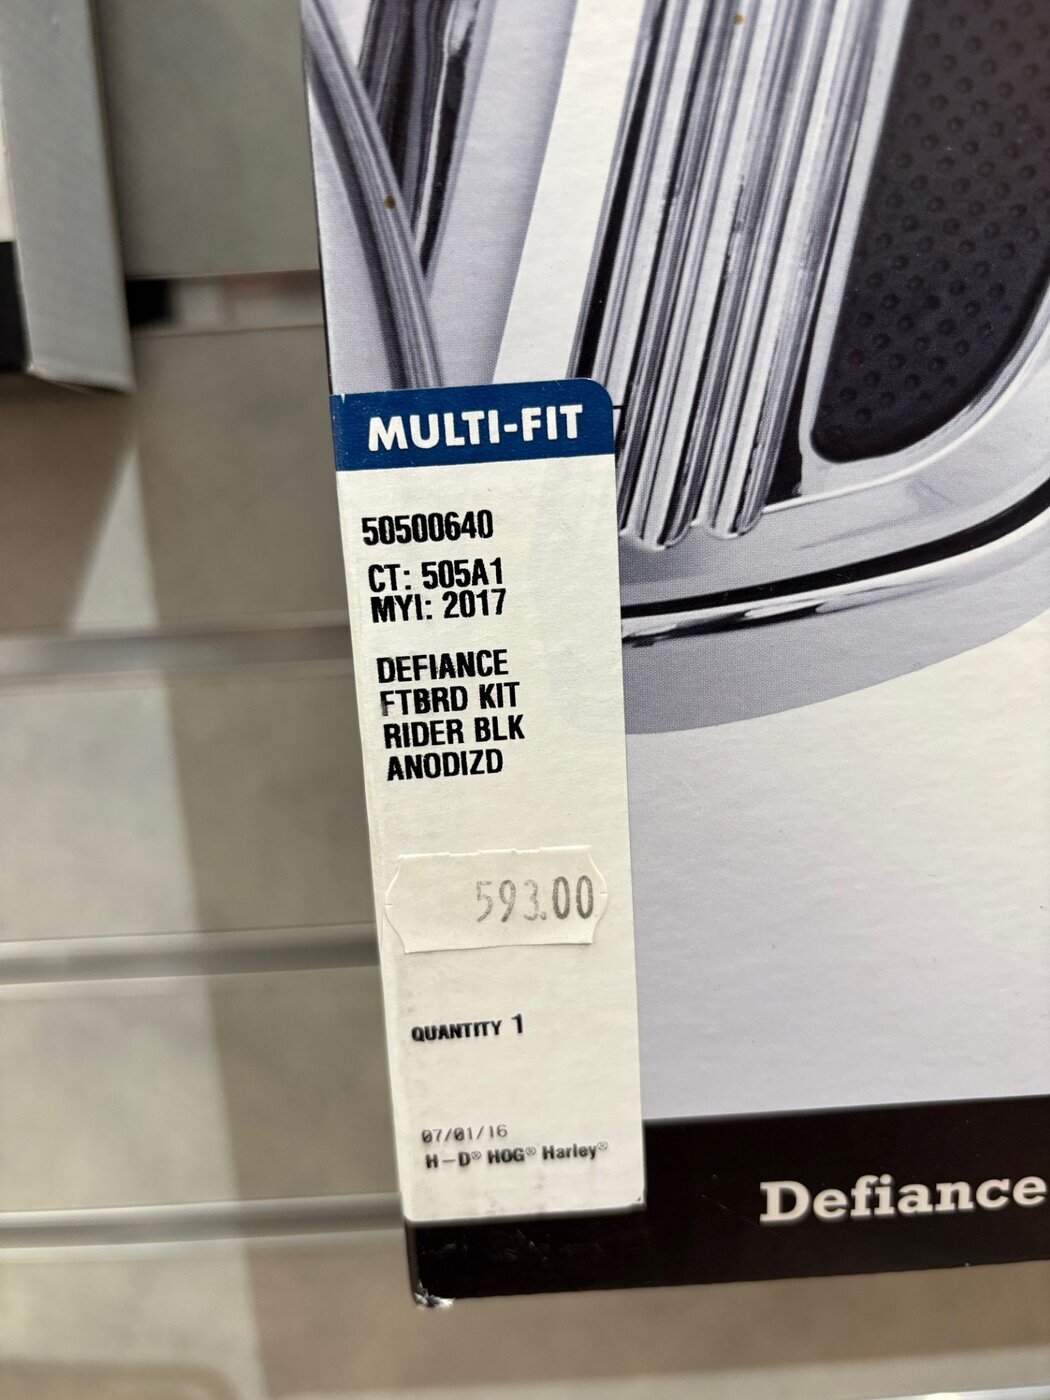 MULTI-FIT
50500640
CT: 505A1
MYI: 2017
DEFIANCE
FTBRD KIT
RIDER BLK
ANODIZD
593.00
QUANTITY 1
07/01/16
H-D® HOG® Harley®
Defiance